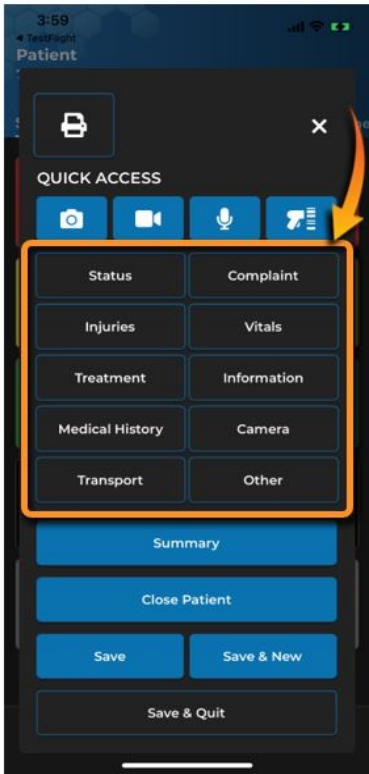 3:59
◀ TestFlight
Patient
QUICK ACCESS
Status
Complaint
Injuries
Vitals
Treatment
Information
Medical History
Camera
Transport
Other
Summary
Close Patient
Save
Save & New
Save & Quit